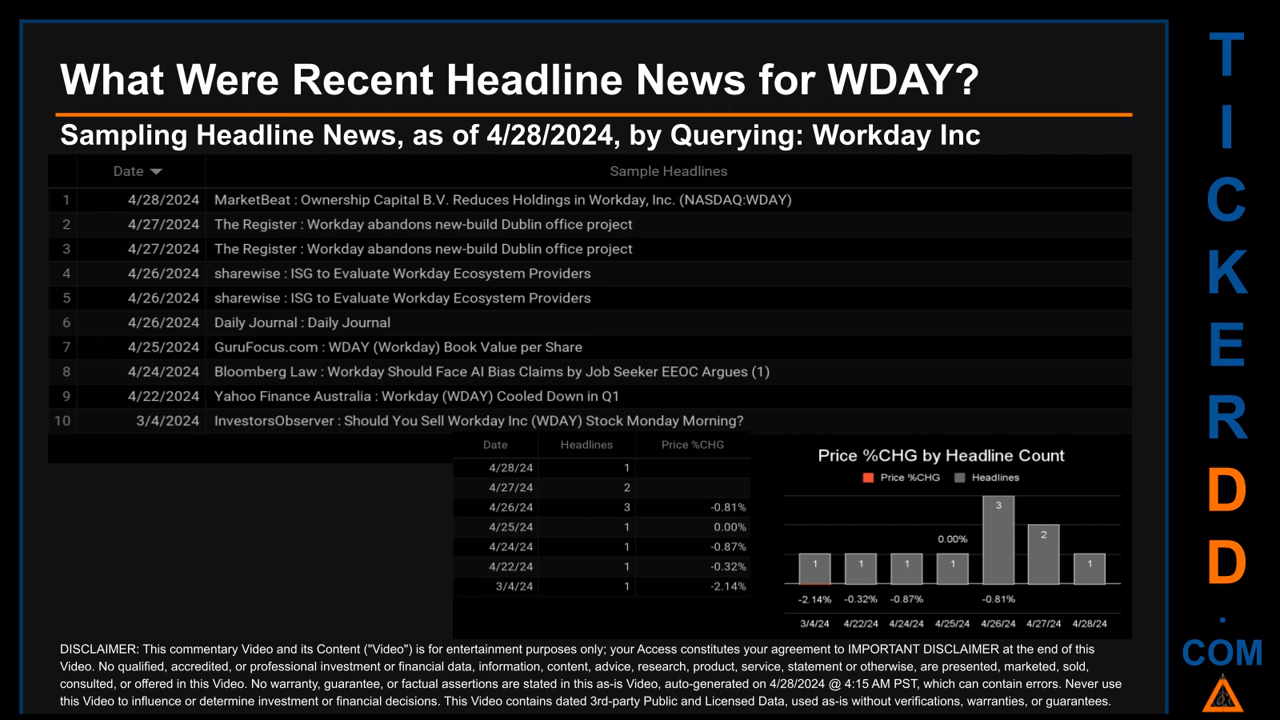 What Were Recent Headline News for WDAY?
Sampling Headline News, as of 4/28/2024, by Querying: Workday Inc
Date Sample Headlines
1 4/28/2024 MarketBeat : Ownership Capital B.V. Reduces Holdings in Workday, Inc. (NASDAQ:WDAY)
2 4/27/2024 The Register : Workday abandons new-build Dublin office project
3 4/27/2024 The Register : Workday abandons new-build Dublin office project
4 4/26/2024 sharewise : ISG to Evaluate Workday Ecosystem Providers
5 4/26/2024 sharewise : ISG to Evaluate Workday Ecosystem Providers
6 4/26/2024 Daily Journal : Daily Journal
7 4/25/2024 GuruFocus.com : WDAY (Workday) Book Value per Share
8 4/24/2024 Bloomberg Law : Workday Should Face AI Bias Claims by Job Seeker EEOC Argues (1)
9 4/22/2024 Yahoo Finance Australia : Workday (WDAY) Cooled Down in Q1
10 3/4/2024 InvestorsObserver : Should You Sell Workday Inc (WDAY) Stock Monday Morning?
Date Headlines Price %CHG
4/28/24 1
4/27/24 2
4/26/24 3 -0.81%
4/25/24 1 0.00%
4/24/24 1 -0.87%
4/22/24 1 -0.32%
3/4/24 1 -2.14%
Price %CHG by Headline Count
Price %CHG Headlines
3
2
0.00%
1 1 1 1 1
-2.14% -0.32% -0.87% -0.81%
3/4/24 4/22/24 4/24/24 4/25/24 4/26/24 4/27/24 4/28/24
DISCLAIMER: This commentary Video and its Content ("Video") is for entertainment purposes only; your Access constitutes your agreement to IMPORTANT DISCLAIMER at the end of this
Video. No qualified, accredited, or professional investment or financial data, information, content, advice, research, product, service, statement or otherwise, are presented, marketed, sold,
consulted, or offered in this Video. No warranty, guarantee, or factual assertions are stated in this as-is Video, auto-generated on 4/28/2024 @ 4:15 AM PST, which can contain errors. Never use
this Video to influence or determine investment or financial decisions. This Video contains dated 3rd-party Public and Licensed Data, used as-is without verifications, warranties, or guarantees.
T
I
C
K
E
R
D
D
.
COM